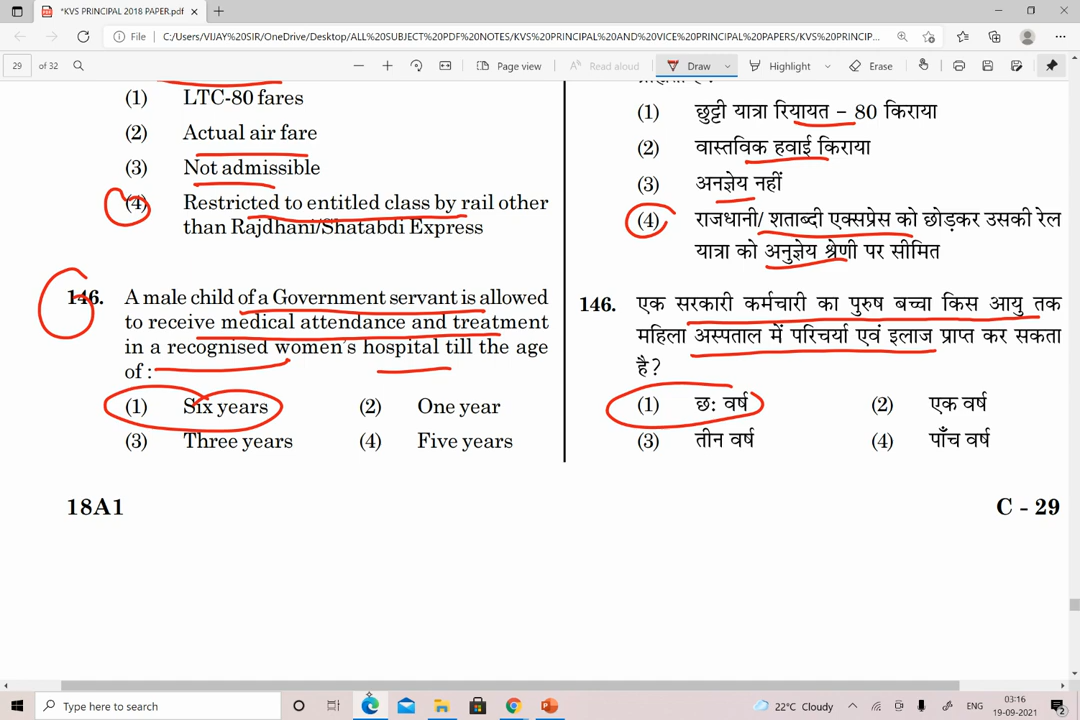 *KVS PRINCIPAL 2018 PAPER.pdf
File
C:/Users/VIJAY%20SIR/OneDrive/Desktop/ALL%20SUBJECT%20PDF%20NOTES/KVS%20PRINCIPAL%20AND%20VICE%20PRINCIPAL%20PAPERS/KVS%20PRINCIPA...
29 of 32
Page view
Read aloud
Draw
Highlight
Erase
(1) LTC-80 fares
(2) Actual air fare
(3) Not admissible
(4) Restricted to entitled class by rail other
than Rajdhani/Shatabdi Express
146. A male child of a Government servant is allowed
to receive medical attendance and treatment
in a recognised women's hospital till the age
of :
(1) Six years (2) One year
(3) Three years (4) Five years
18A1
(1) छुट्टी यात्रा रियायत – 80 किराया
(2) वास्तविक हवाई किराया
(3) अनज्ञेय नहीं
(4) राजधानी/ शताब्दी एक्सप्रेस को छोड़कर उसकी रेल
यात्रा को अनुज्ञेय श्रेणी पर सीमित
146. एक सरकारी कर्मचारी का पुरुष बच्चा किस आयु तक
महिला अस्पताल में परिचर्या एवं इलाज प्राप्त कर सकता
है?
(1) छः वर्ष (2) एक वर्ष
(3) तीन वर्ष (4) पाँच वर्ष
C - 29
Type here to search
22°C Cloudy
ENG
03:16
19-09-2021
2